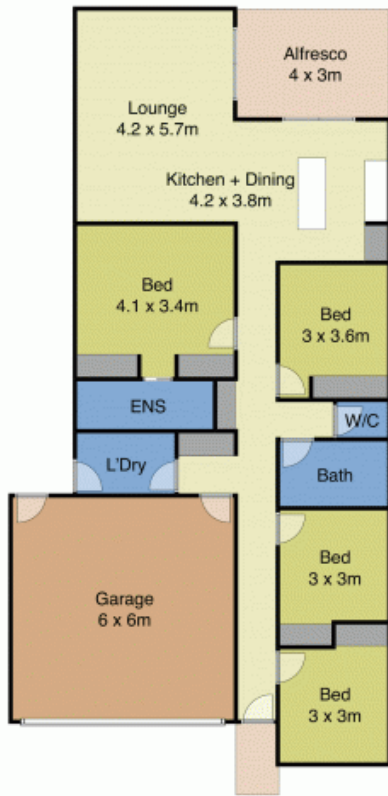 Alfresco
4 x 3m
Lounge
4.2 x 5.7m
Kitchen + Dining
4.2 x 3.8m
Bed
4.1 x 3.4m
Bed
3 x 3.6m
ENS
W/C
L'Dry
Bath
Bed
3 x 3m
Garage
6 x 6m
Bed
3 x 3m